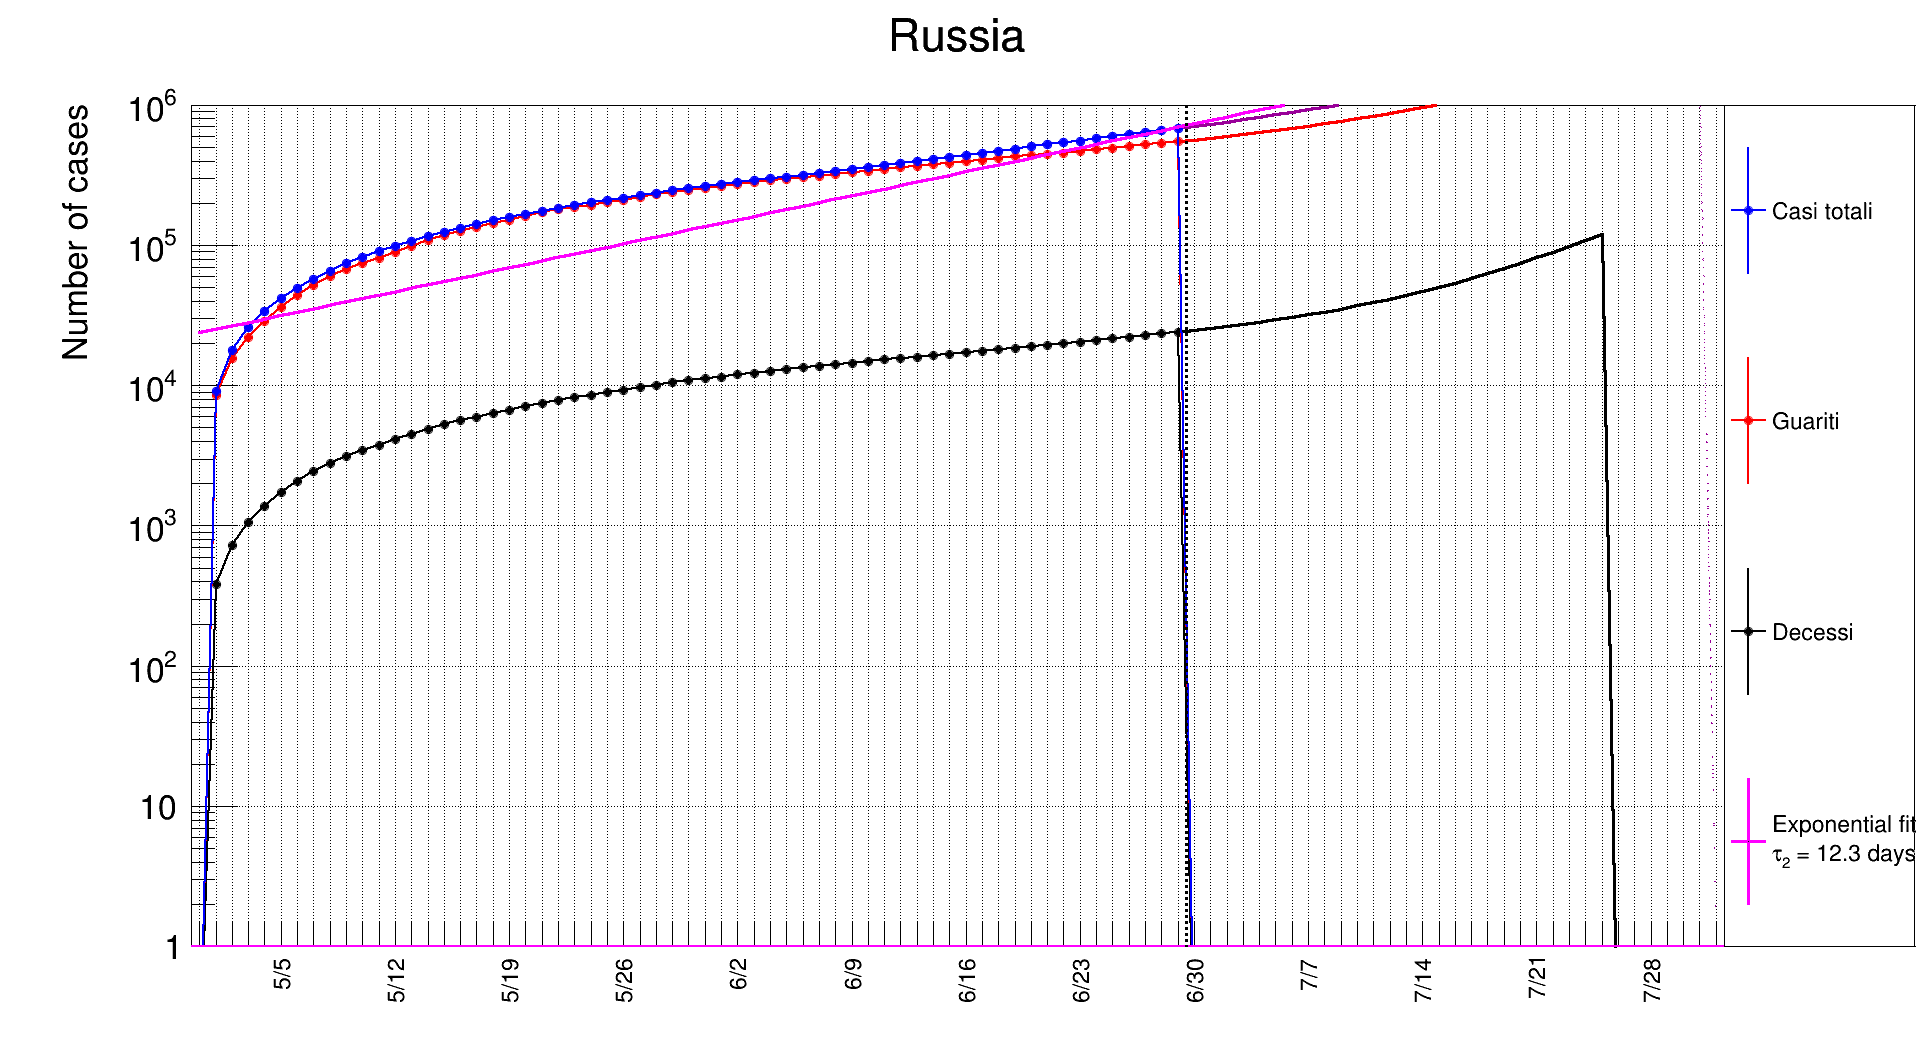 Russia
Number of cases
10^6
10^5
10^4
10^3
10^2
10
1
5/5
5/12
5/19
5/26
6/2
6/9
6/16
6/23
6/30
7/7
7/14
7/21
7/28
Casi totali
Guariti
Decessi
Exponential fit
τ_2 = 12.3 days